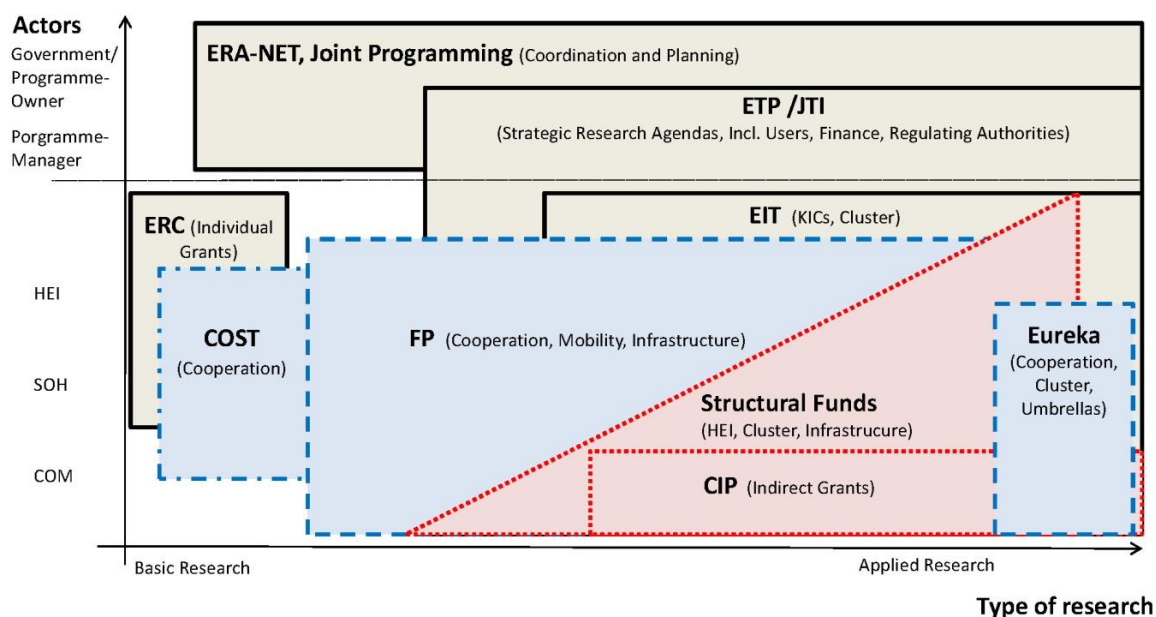 Actors
Government/
Programme-
Owner
Porgramme-
Manager
ERA-NET, Joint Programming (Coordination and Planning)
ETP /JTI
(Strategic Research Agendas, Incl. Users, Finance, Regulating Authorities)
ERC (Individual
Grants)
EIT (KICs, Cluster)
HEI
SOH
COM
COST
(Cooperation)
FP (Cooperation, Mobility, Infrastructure)
Eureka
(Cooperation,
Cluster,
Umbrellas)
Structural Funds
(HEI, Cluster, Infrastrucure)
CIP (Indirect Grants)
Basic Research
Applied Research
Type of research